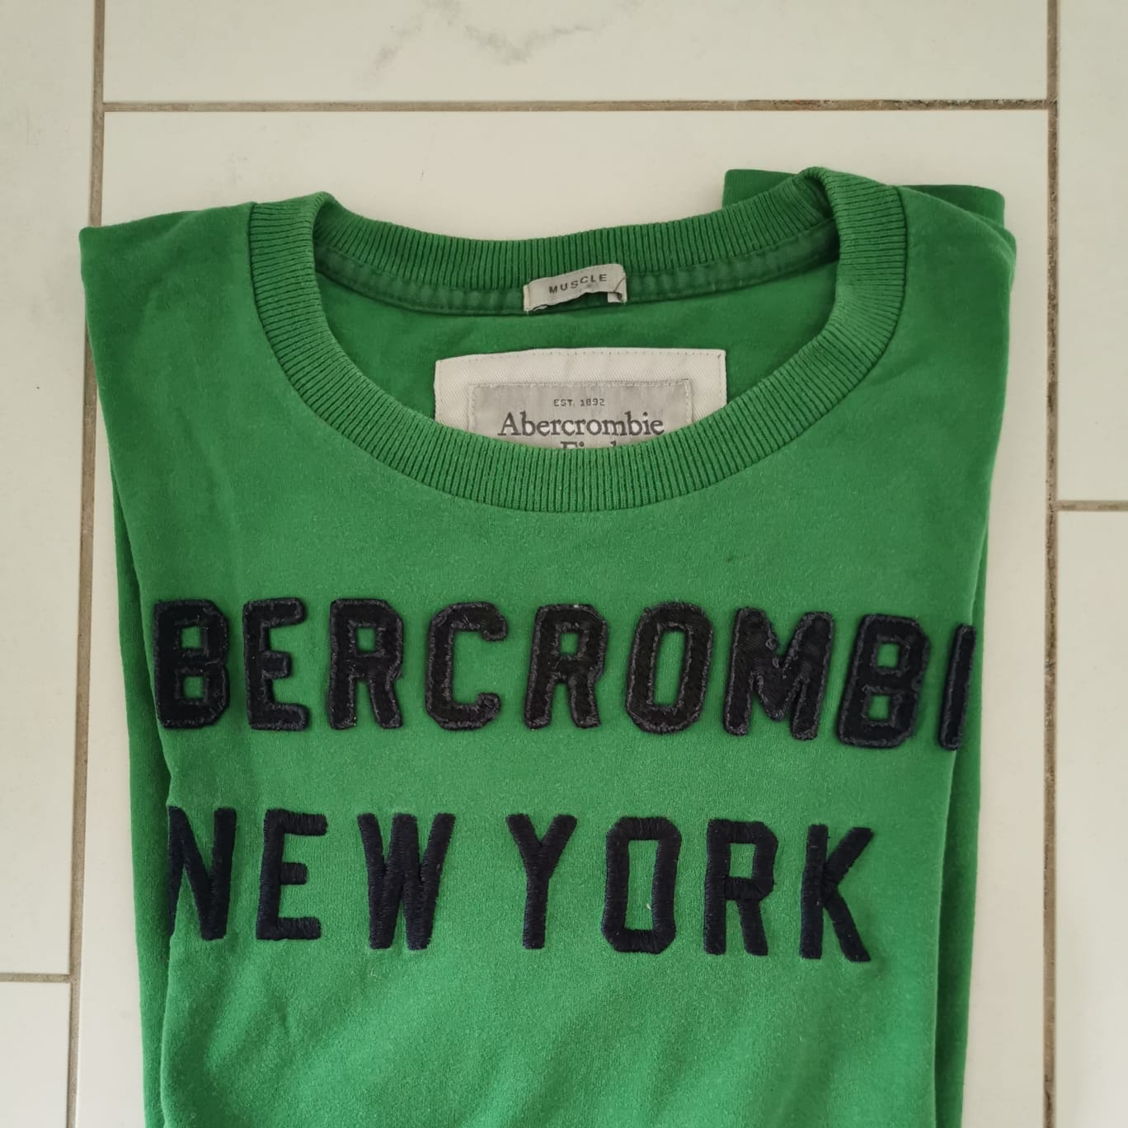 MUSCLE
EST. 1892
Abercrombie
BERCROMBI
NEW YORK